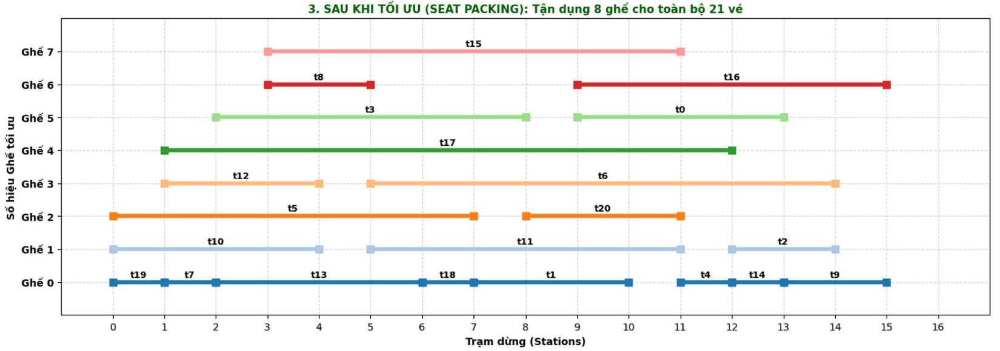 3. SAU KHI TỐI ƯU (SEAT PACKING): Tận dụng 8 ghế cho toàn bộ 21 vé
Số hiệu Ghế tối ưu
Ghế 7
t15
Ghế 6
t8 t16
Ghế 5
t3 t0
Ghế 4
t17
Ghế 3
t12 t6
Ghế 2
t5 t20
Ghế 1
t10 t11 t2
Ghế 0
t19 t7 t13 t18 t1 t4 t14 t9
0 1 2 3 4 5 6 7 8 9 10 11 12 13 14 15 16
Trạm dừng (Stations)